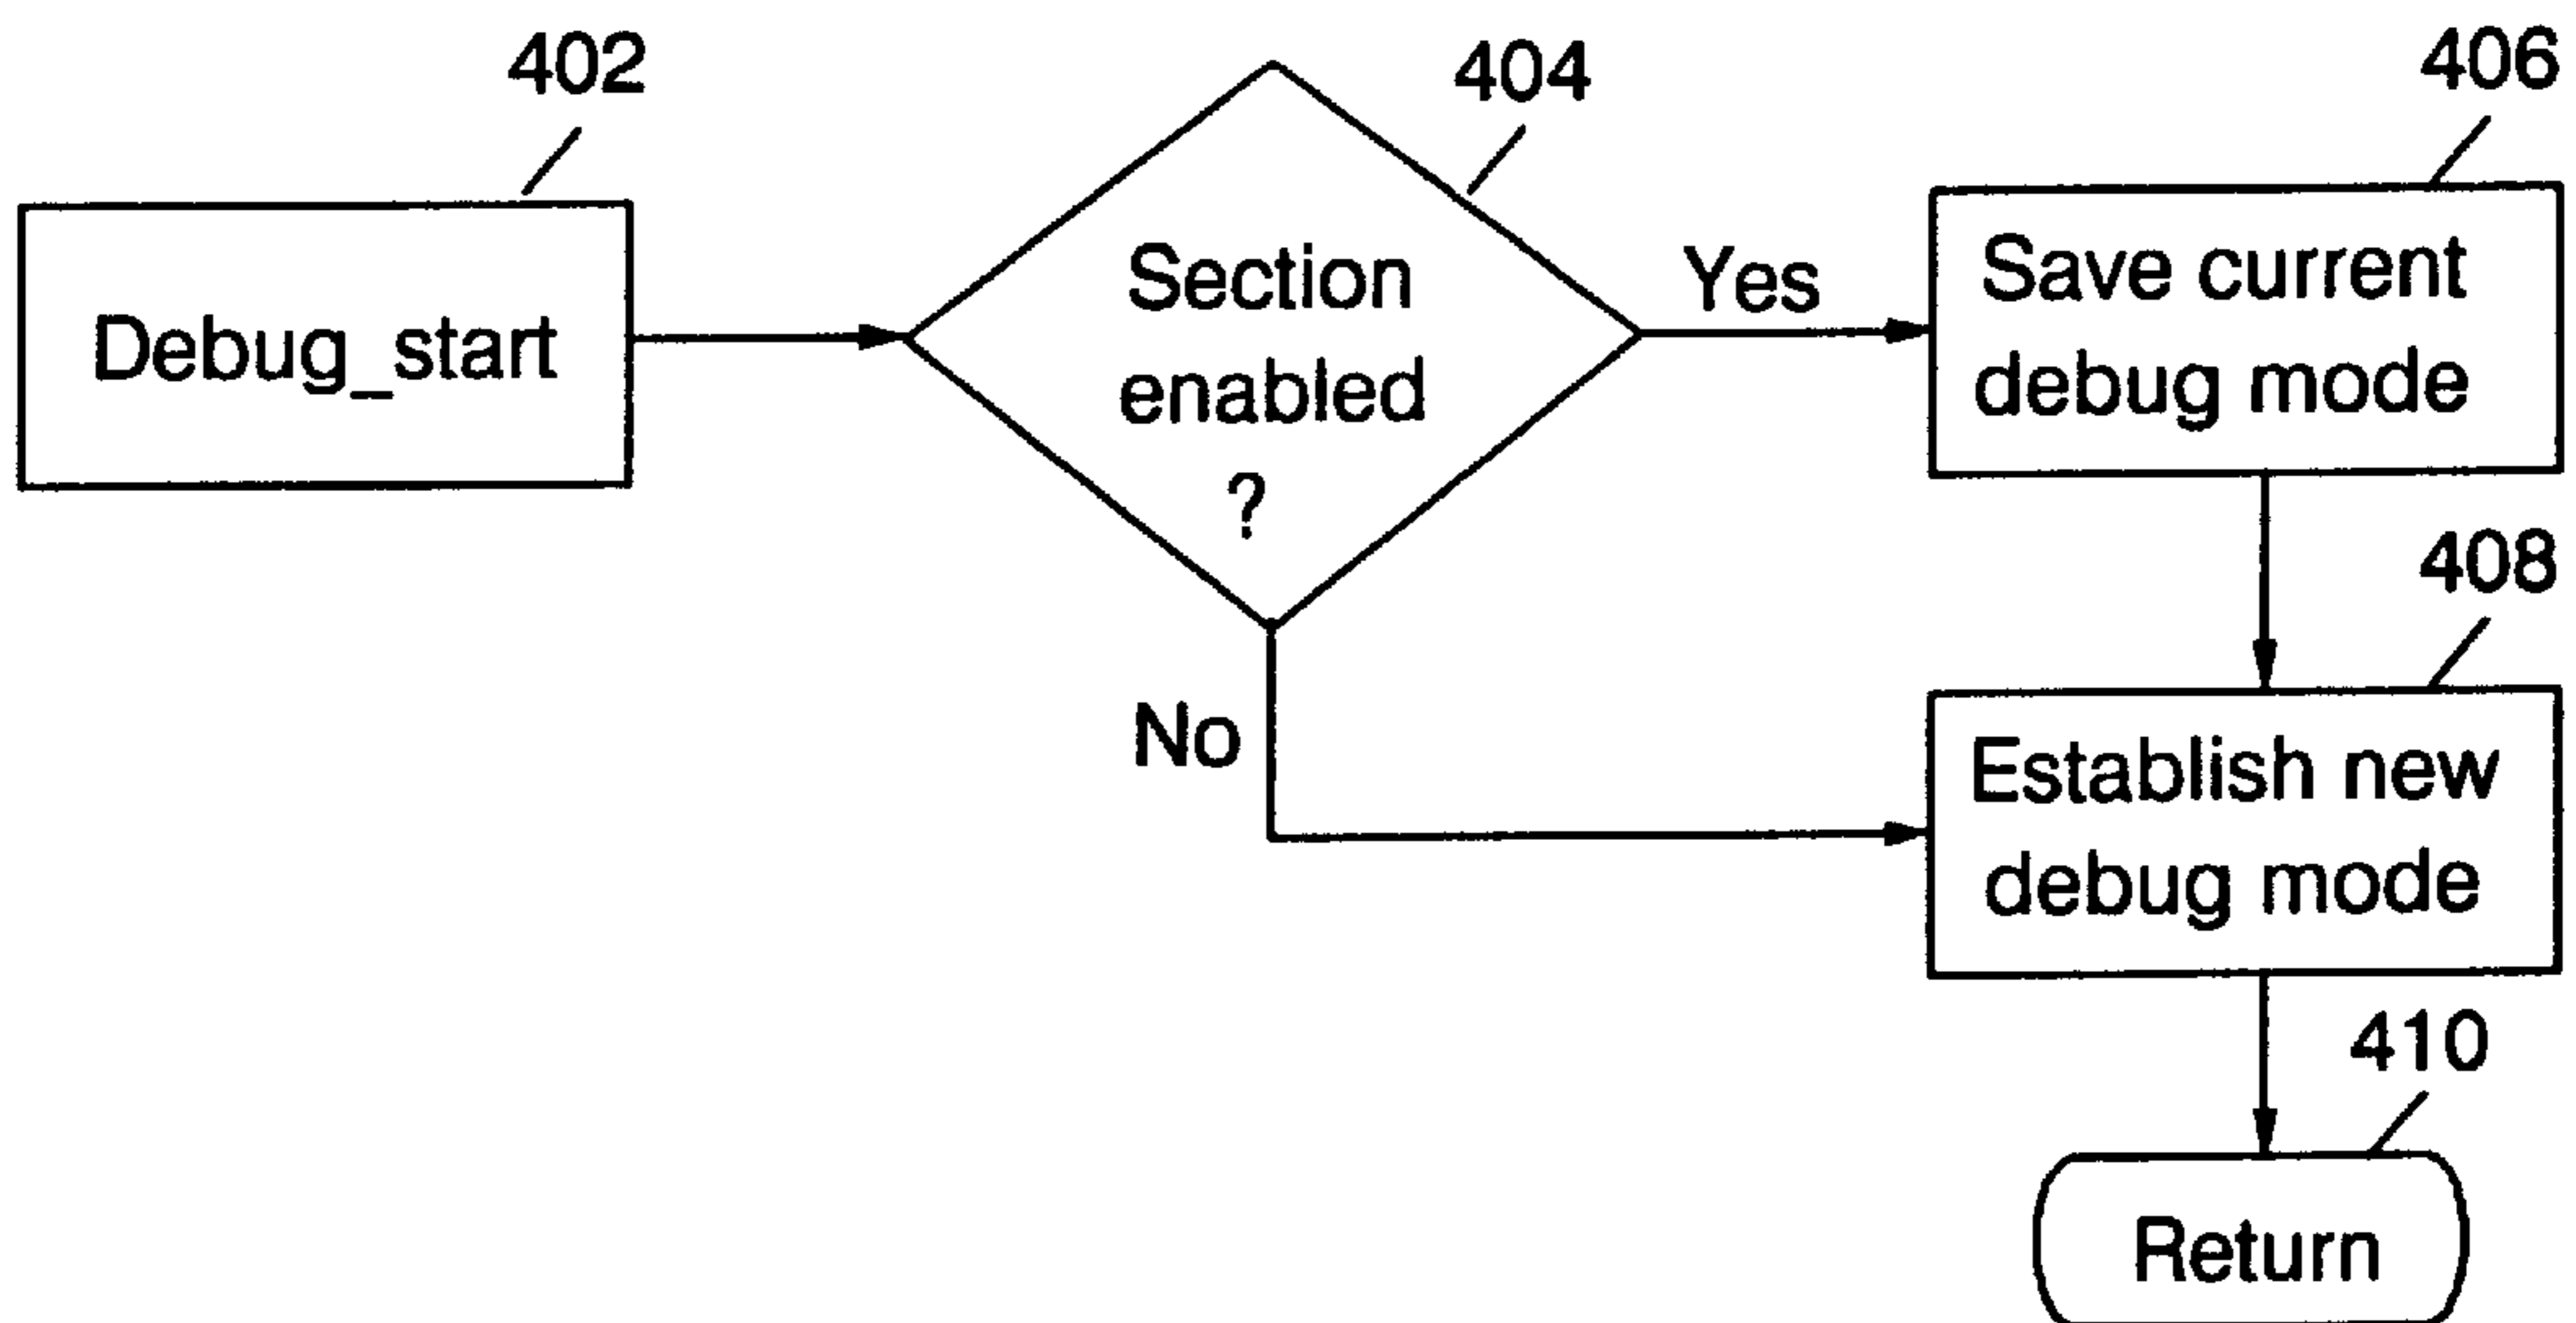 402
Debug_start
404
Section
enabled
?
Yes
No
406
Save current
debug mode
408
Establish new
debug mode
410
Return